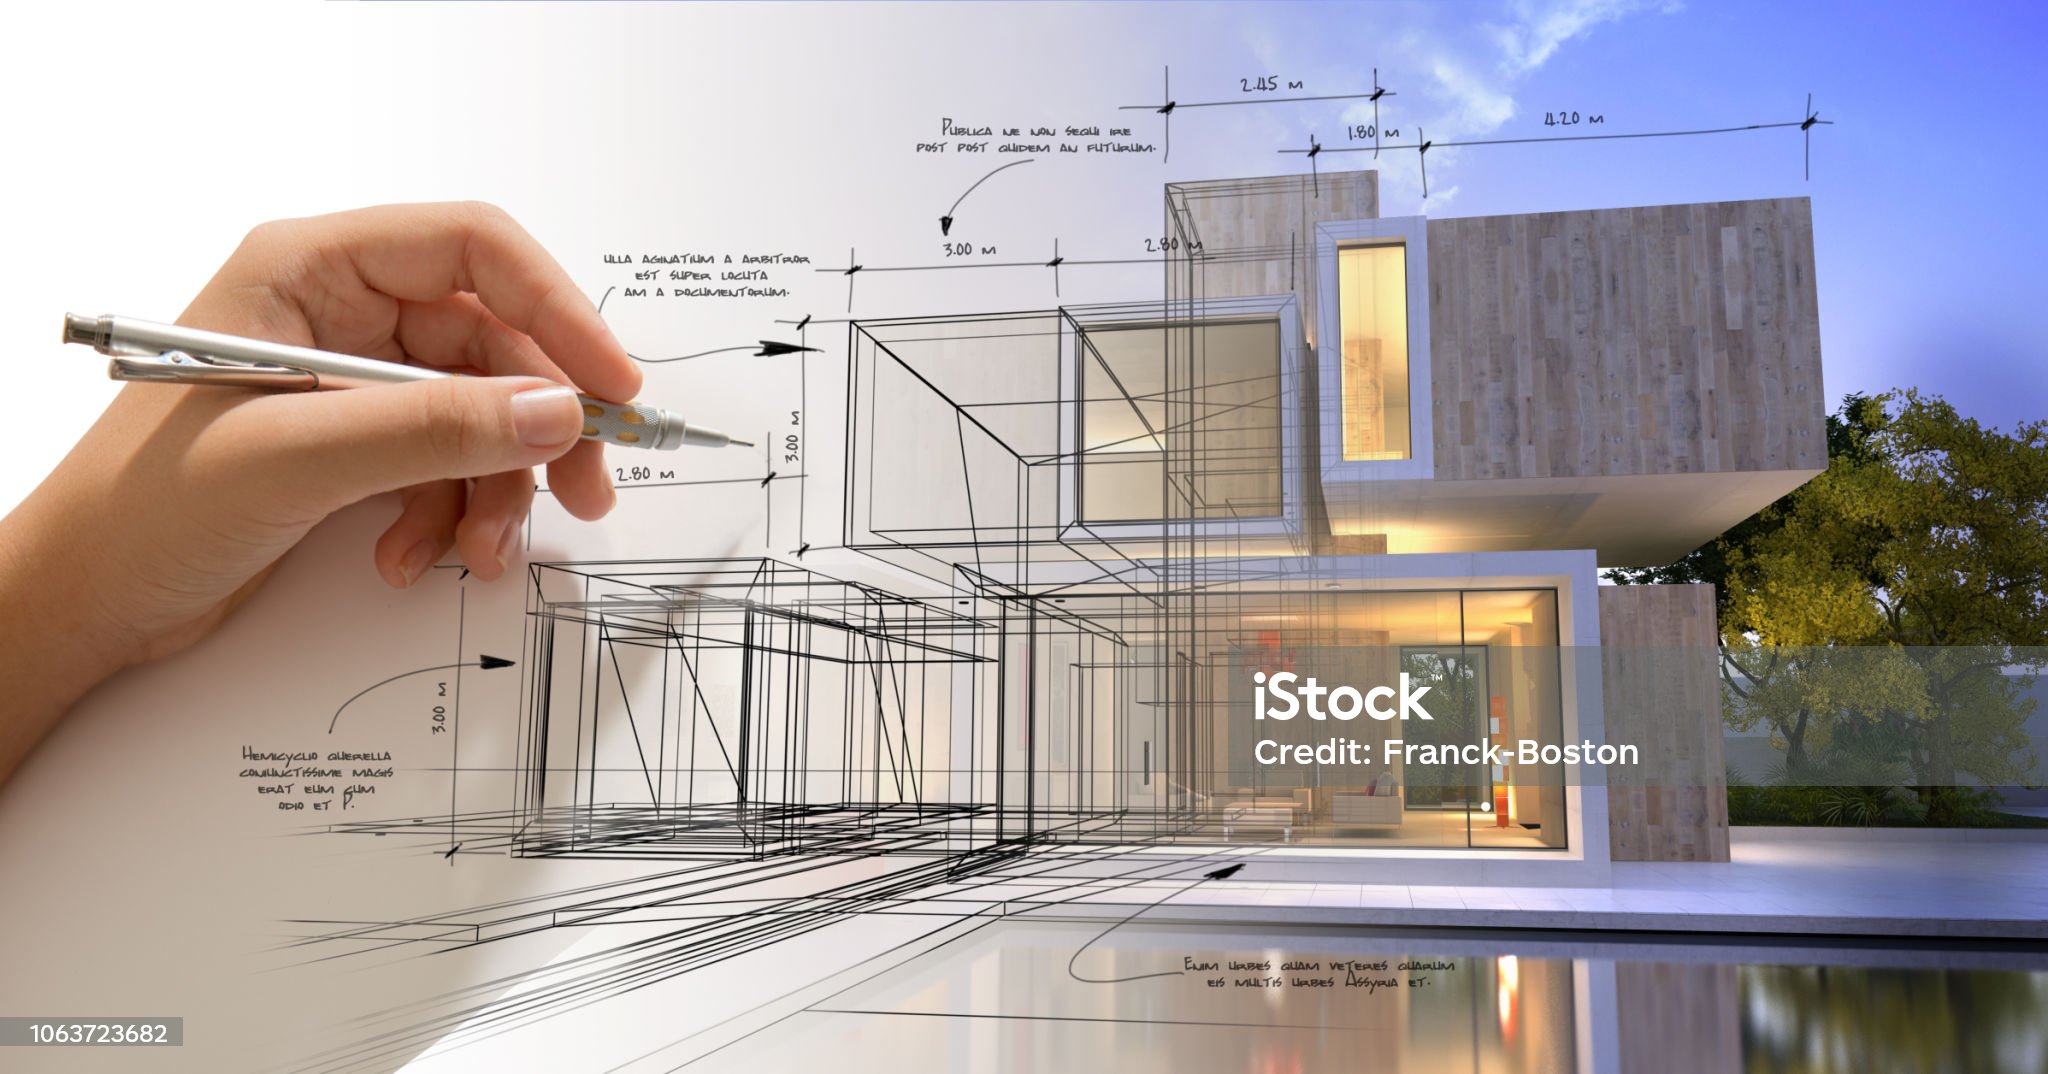 2.45 M
4.20 M
1.80 M
Publica ne non sequi ire
post post quidem an futurum.
3.00 M
2.80 M
ulla aginatium a arbitror
est super locuta
am a documentorum.
3.00 M
2.80 M
3.00 M
iStock™
Credit: Franck-Boston
Hemicyclio querella
coniunctissime magis
erat eum cum
odio et P.
Enim urbes quam veteres quarum
eis multis urbes Assyria et.
1063723682